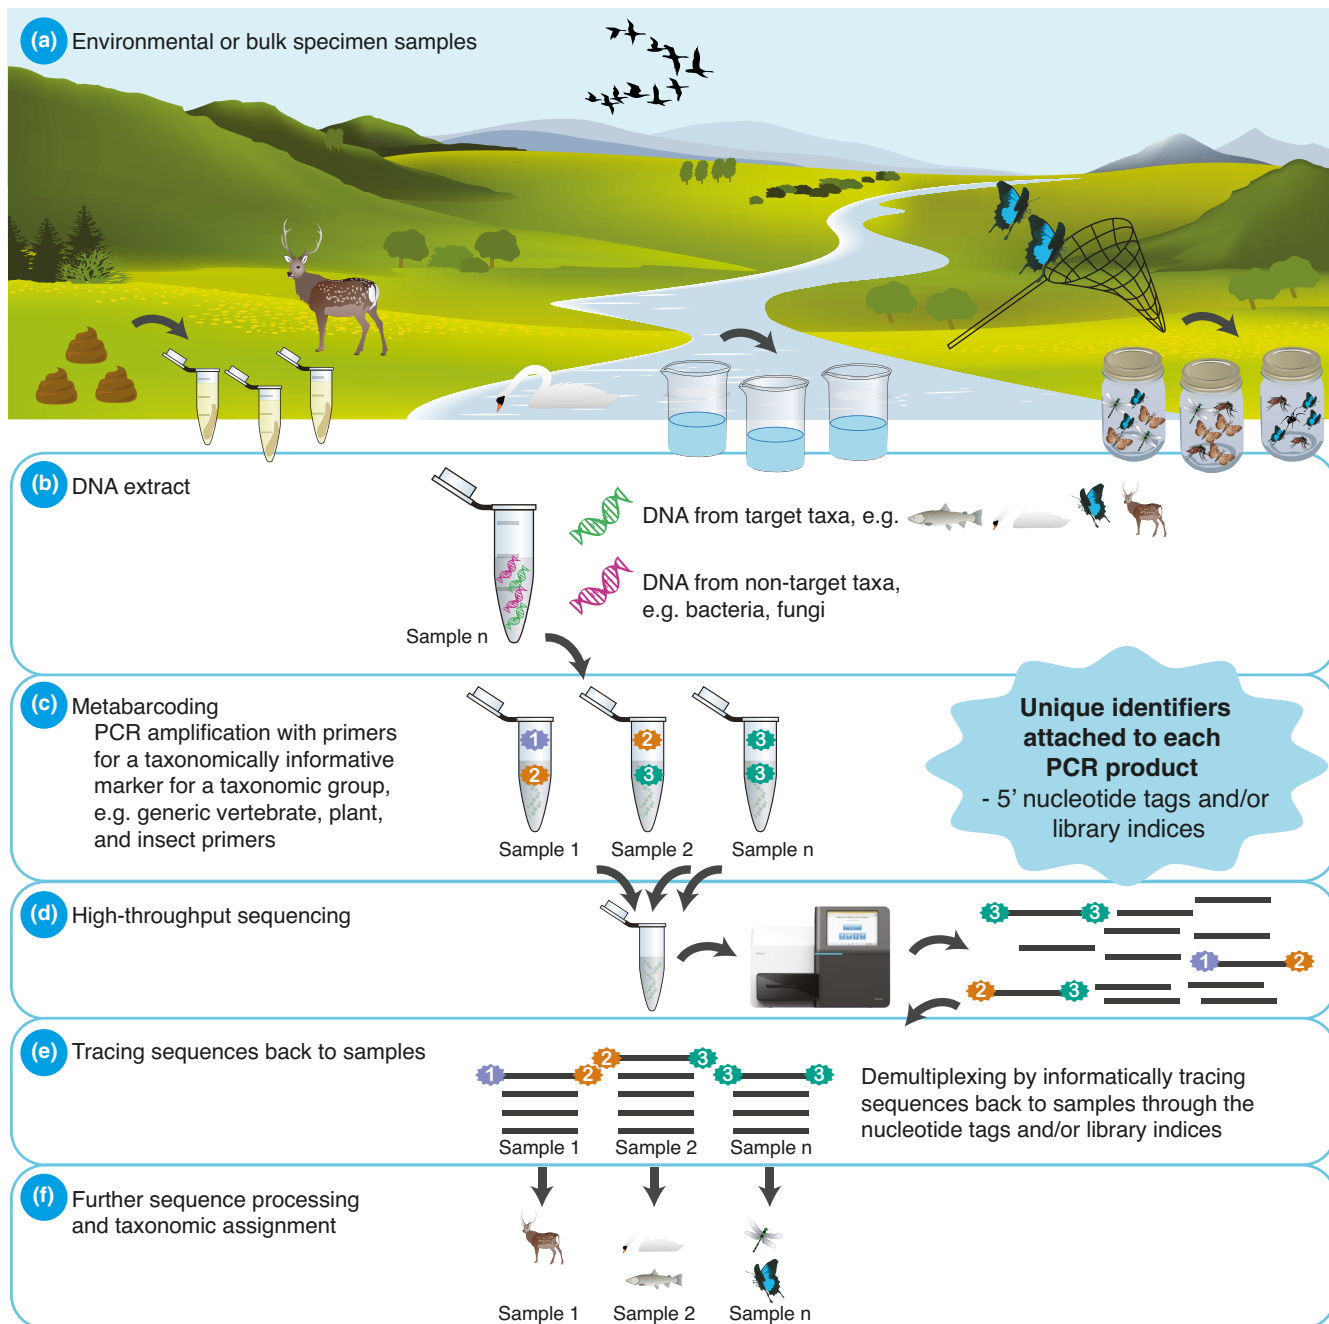 (a) Environmental or bulk specimen samples
(b) DNA extract
DNA from target taxa, e.g.
DNA from non-target taxa,
e.g. bacteria, fungi
Sample n
(c) Metabarcoding
PCR amplification with primers
for a taxonomically informative
marker for a taxonomic group,
e.g. generic vertebrate, plant,
and insect primers
1 2 3
2 3 3
Sample 1 Sample 2 Sample n
Unique identifiers
attached to each
PCR product
- 5’ nucleotide tags and/or
library indices
(d) High-throughput sequencing
3 3
1 2
2 3
(e) Tracing sequences back to samples
2 3
1 2 3 3
Sample 1 Sample 2 Sample n
Demultiplexing by informatically tracing
sequences back to samples through the
nucleotide tags and/or library indices
(f) Further sequence processing
and taxonomic assignment
Sample 1 Sample 2 Sample n